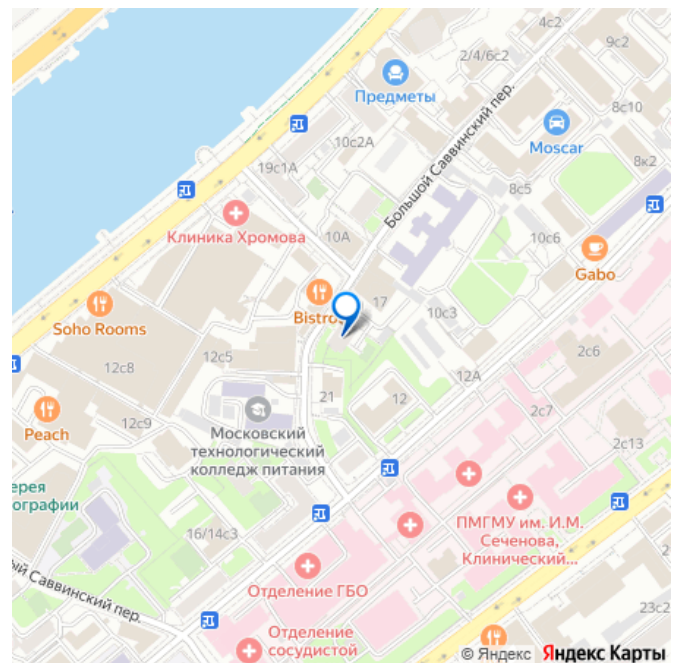 4с2
2/4/6с2
9с2
Предметы
8с10
10с2А
Большой Саввинский пер.
Moscar
19с1А
8к2
8с5
Клиника Хромова
10А
10с6
Gabo
17
Bistro
10с3
Soho Rooms
12с5
2с6
12с8
12А
21
12
2с7
12с9
Peach
Московский
технологический
колледж питания
2с13
ерея
ографии
ПМГМУ им. И.М.
Сеченова,
Клинический...
16/14с3
ый Саввинский пер.
Отделение ГБО
23с2
Отделение
сосудистой
© Яндекс Яндекс Карты